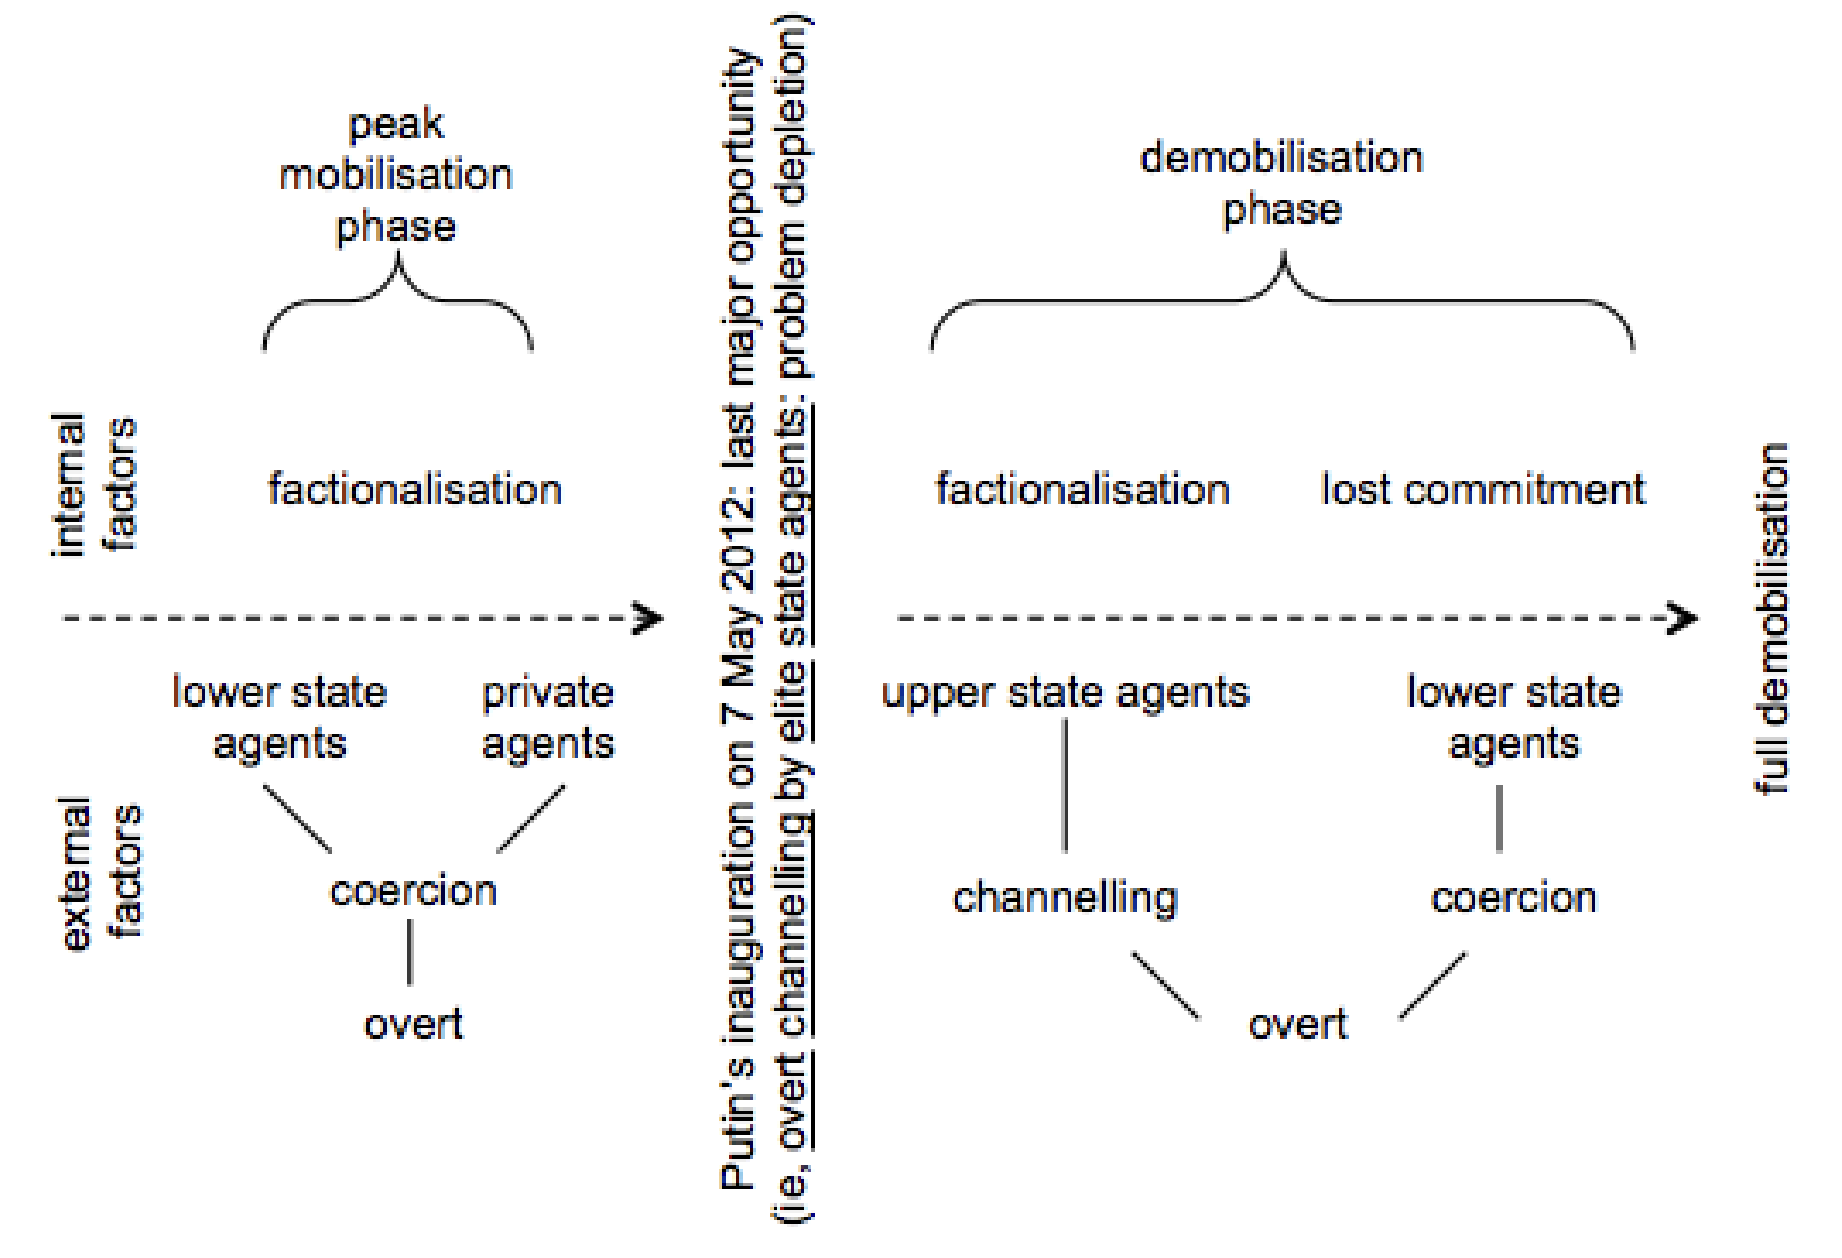 peak
mobilisation
phase
internal
factors
factionalisation
lower state
agents
private
agents
external
factors
coercion
overt
Putin's inauguration on 7 May 2012: last major opportunity
(ie, overt channelling by elite state agents: problem depletion)
demobilisation
phase
factionalisation
lost commitment
upper state agents
lower state
agents
channelling
coercion
overt
full demobilisation